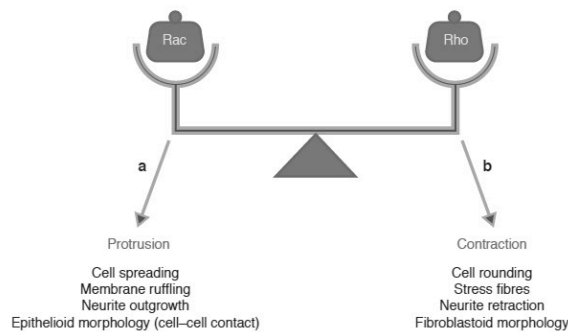 Rac
Rho
a
b
Protrusion
Contraction
Cell spreading
Membrane ruffling
Neurite outgrowth
Epithelioid morphology (cell–cell contact)
Cell rounding
Stress fibres
Neurite retraction
Fibroblastoid morphology